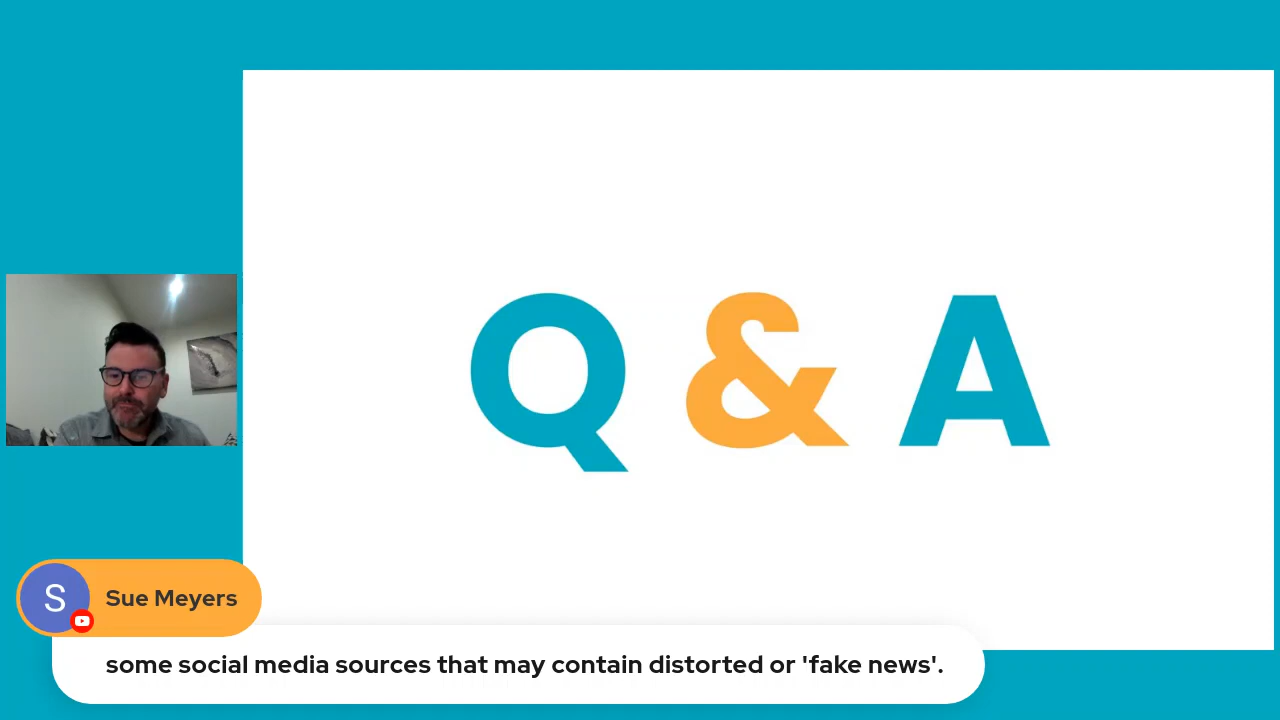 Q & A
S
Sue Meyers
some social media sources that may contain distorted or 'fake news'.